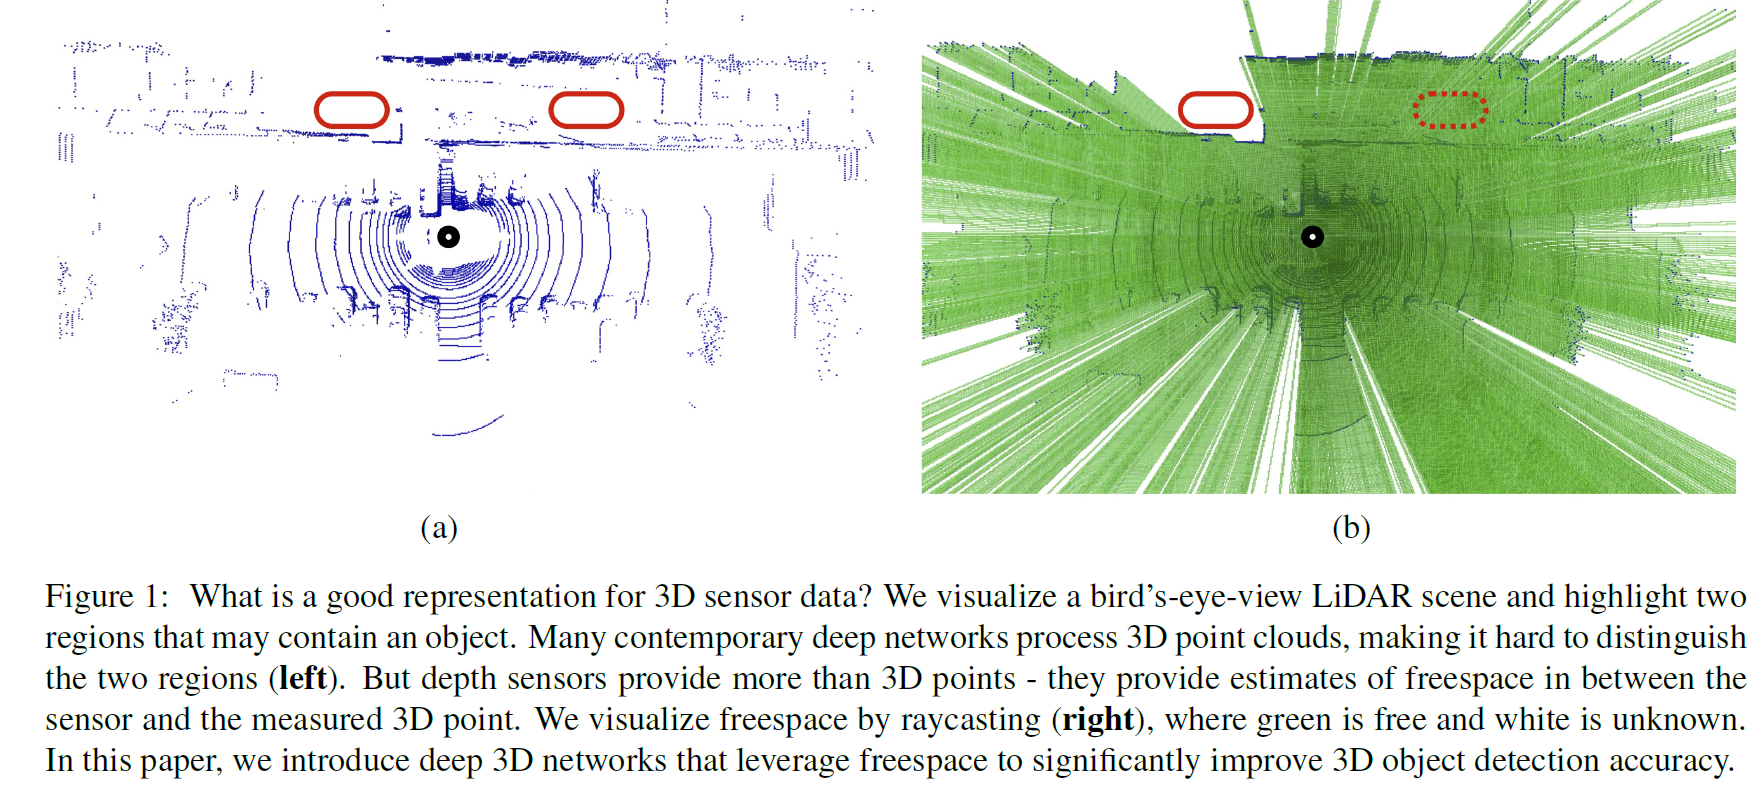 (a)
(b)
Figure 1: What is a good representation for 3D sensor data? We visualize a bird's-eye-view LiDAR scene and highlight two
regions that may contain an object. Many contemporary deep networks process 3D point clouds, making it hard to distinguish
the two regions (left). But depth sensors provide more than 3D points - they provide estimates of freespace in between the
sensor and the measured 3D point. We visualize freespace by raycasting (right), where green is free and white is unknown.
In this paper, we introduce deep 3D networks that leverage freespace to significantly improve 3D object detection accuracy.